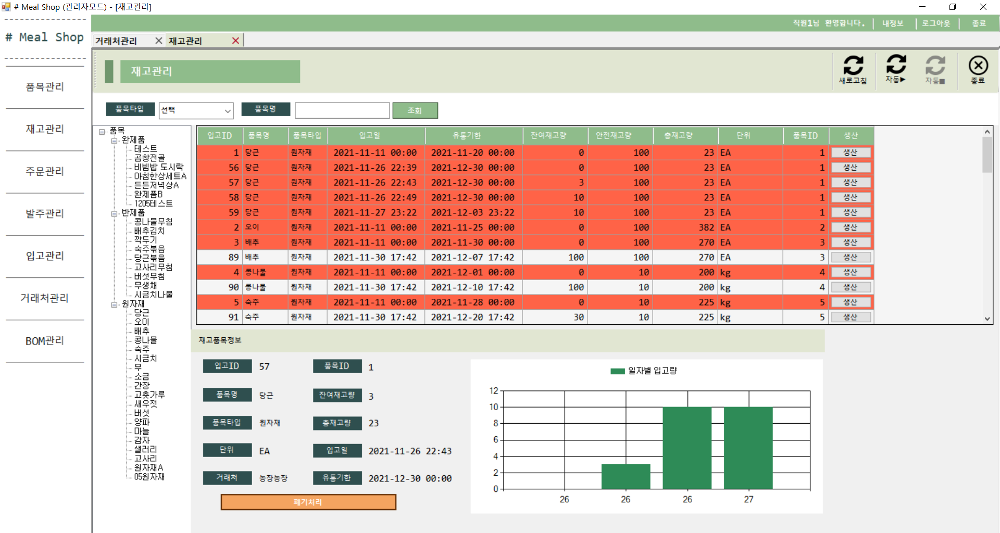 # Meal Shop (관리자모드) - [재고관리]
# Meal Shop
직원1님 환영합니다. 내정보 로그아웃 종료
거래처관리 재고관리
재고관리
새로고침 자동▶ 자동■ 종료
품목관리
재고관리
주문관리
발주관리
입고관리
거래처관리
BOM관리
품목타입 선택 품목명 조회
품목
완제품
테스트
곱창전골
비빔밥 도시락
아침한상세트A
든든저녁상A
완제품B
1205테스트
반제품
콩나물무침
배추김치
깍두기
숙주볶음
당근볶음
고사리무침
버섯무침
무생채
시금치나물
원자재
당근
오이
배추
콩나물
숙주
시금치
무
소금
간장
고춧가루
새우젓
버섯
양파
마늘
감자
샐러리
고사리
원자재A
05원자재
입고ID 품목명 품목타입 입고일 유통기한 잔여재고량 안전재고량 총재고량 단위 품목ID 생산
1 당근 원자재 2021-11-11 00:00 2021-11-20 00:00 0 100 23 EA 1 생산
56 당근 원자재 2021-11-26 22:39 2021-12-30 00:00 0 100 23 EA 1 생산
57 당근 원자재 2021-11-26 22:43 2021-12-30 00:00 3 100 23 EA 1 생산
58 당근 원자재 2021-11-26 22:49 2021-12-30 00:00 10 100 23 EA 1 생산
59 당근 원자재 2021-11-27 23:22 2021-12-03 23:22 10 100 23 EA 1 생산
2 오이 원자재 2021-11-11 00:00 2021-11-25 00:00 0 100 382 EA 2 생산
3 배추 원자재 2021-11-11 00:00 2021-11-30 00:00 0 100 270 EA 3 생산
89 배추 원자재 2021-11-30 17:42 2021-12-07 17:42 100 100 270 EA 3 생산
4 콩나물 원자재 2021-11-11 00:00 2021-12-01 00:00 0 10 200 kg 4 생산
90 콩나물 원자재 2021-11-30 17:42 2021-12-10 17:42 100 10 200 kg 4 생산
5 숙주 원자재 2021-11-11 00:00 2021-11-28 00:00 0 10 225 kg 5 생산
91 숙주 원자재 2021-11-30 17:42 2021-12-20 17:42 30 10 225 kg 5 생산
재고품목정보
입고ID 57 품목ID 1
품목명 당근 잔여재고량 3
품목타입 원자재 총재고량 23
단위 EA 입고일 2021-11-26 22:43
거래처 농장농장 유통기한 2021-12-30 00:00
폐기처리
일자별 입고량
12
10
8
6
4
2
0
26 26 26 27